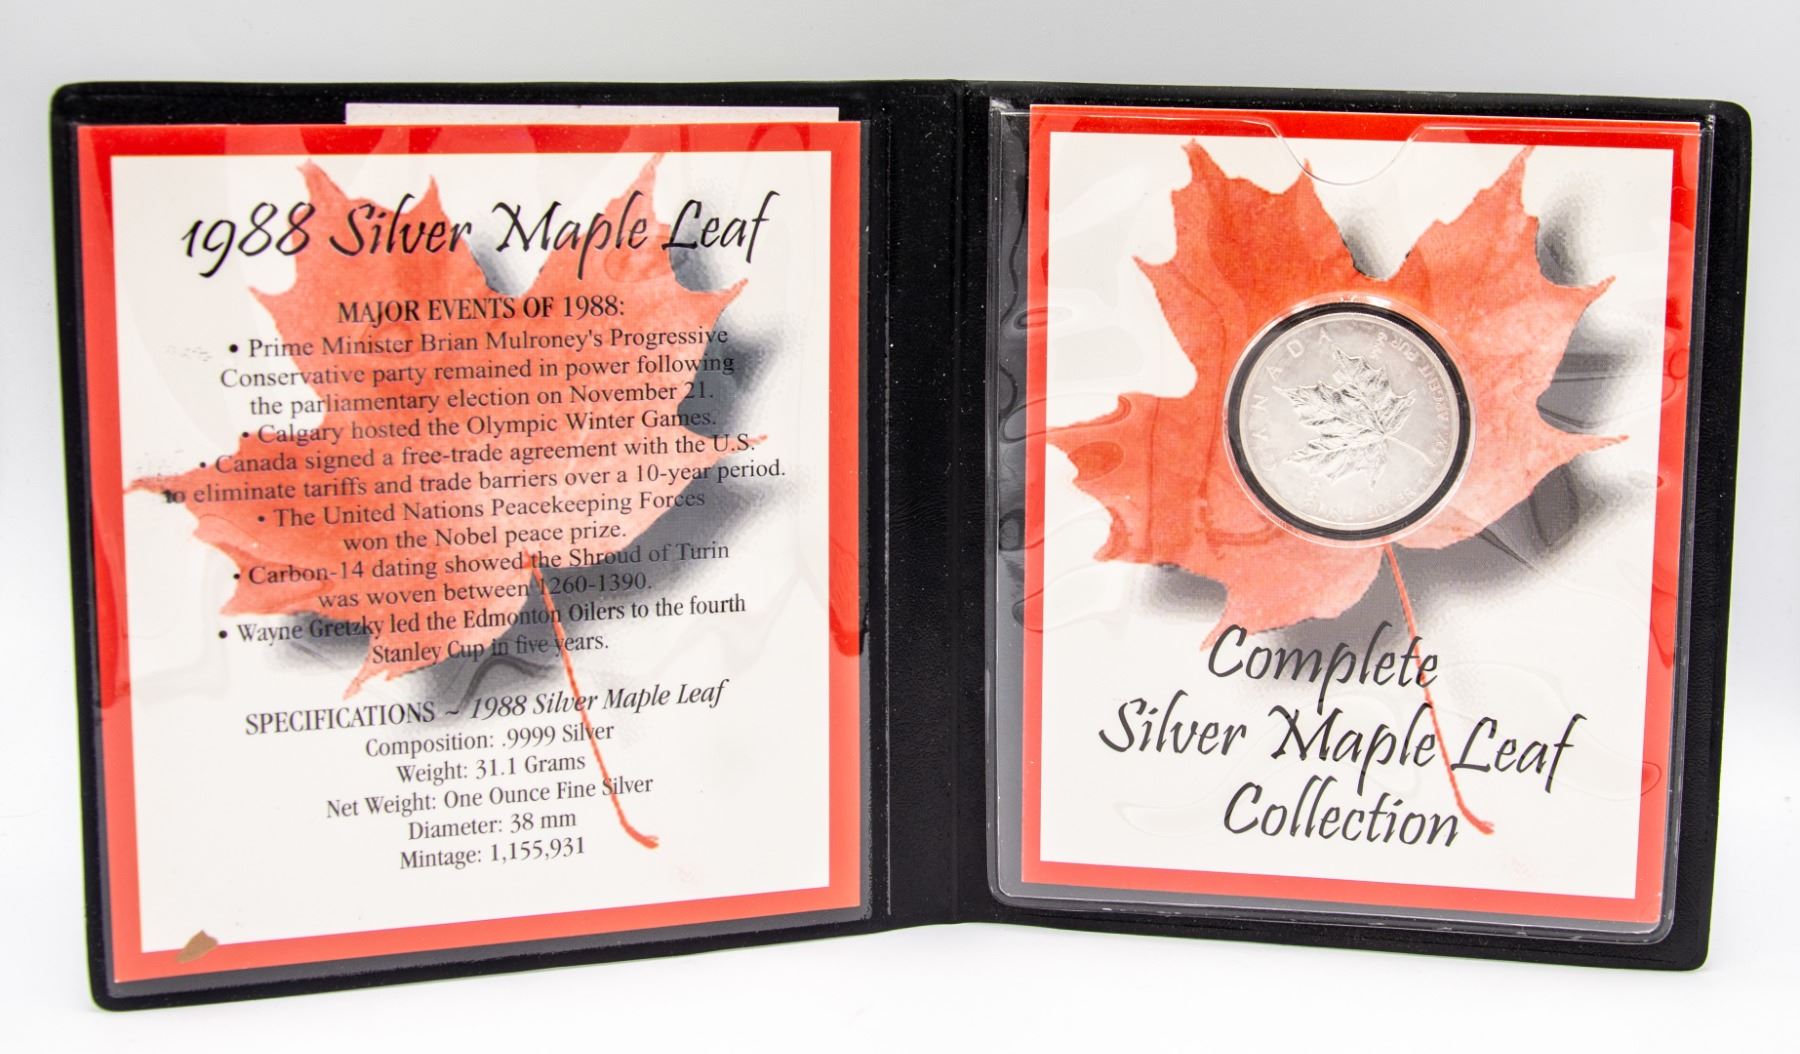 1988 Silver Maple Leaf
MAJOR EVENTS OF 1988:
• Prime Minister Brian Mulroney's Progressive
Conservative party remained in power following
the parliamentary election on November 21.
• Calgary hosted the Olympic Winter Games.
• Canada signed a free-trade agreement with the U.S.
to eliminate tariffs and trade barriers over a 10-year period.
• The United Nations Peacekeeping Forces
won the Nobel peace prize.
• Carbon-14 dating showed the Shroud of Turin
was woven between 1260-1390.
• Wayne Gretzky led the Edmonton Oilers to the fourth
Stanley Cup in five years.
SPECIFICATIONS ~ 1988 Silver Maple Leaf
Composition: .9999 Silver
Weight: 31.1 Grams
Net Weight: One Ounce Fine Silver
Diameter: 38 mm
Mintage: 1,155,931
CANADA
ARGENT PUR
SILVER
Complete
Silver Maple Leaf
Collection